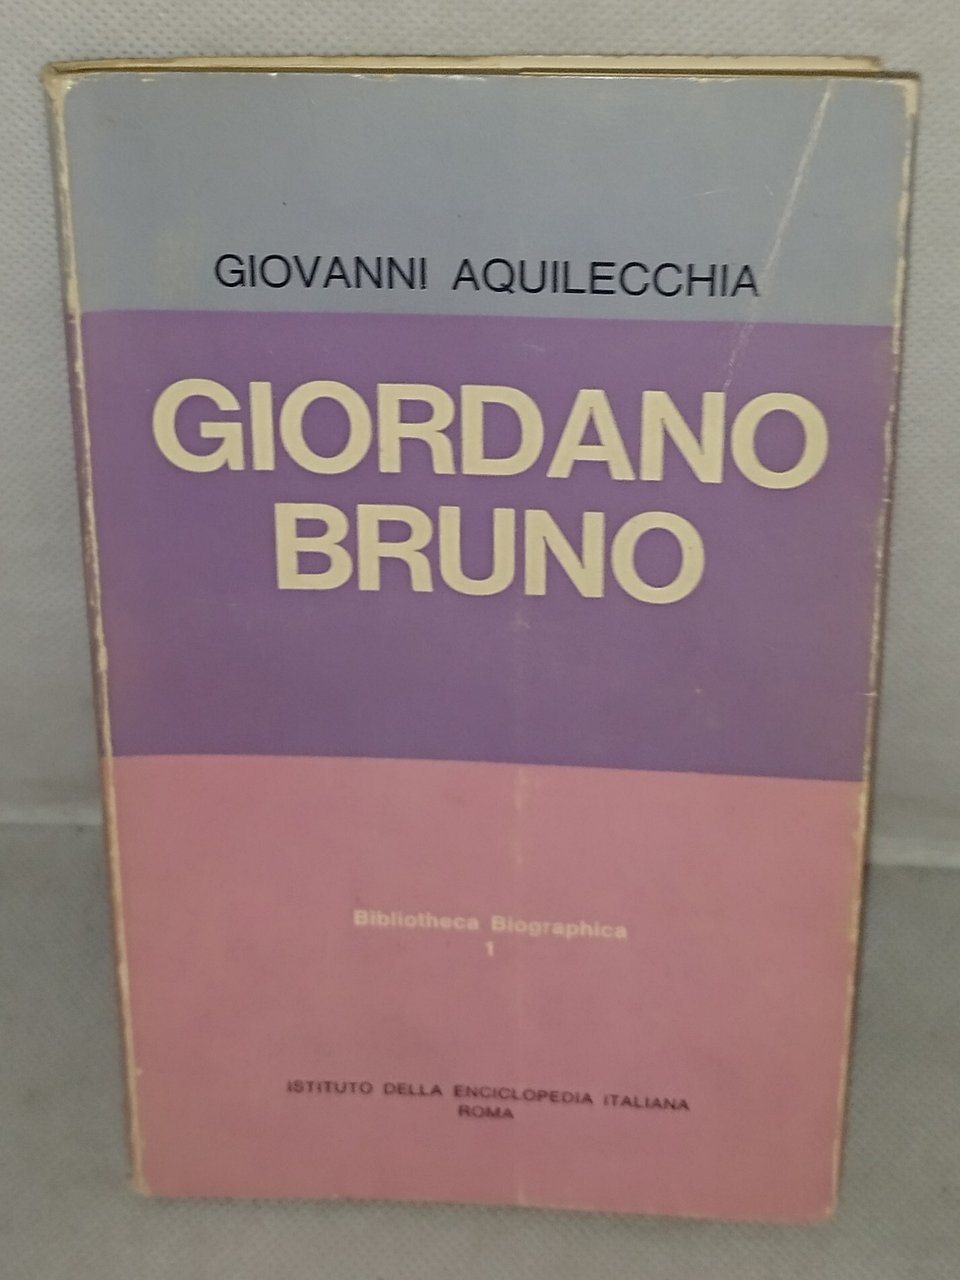 GIOVANNI AQUILECCHIA
GIORDANO
BRUNO
Bibliotheca Biographica
1
ISTITUTO DELLA ENCICLOPEDIA ITALIANA
ROMA